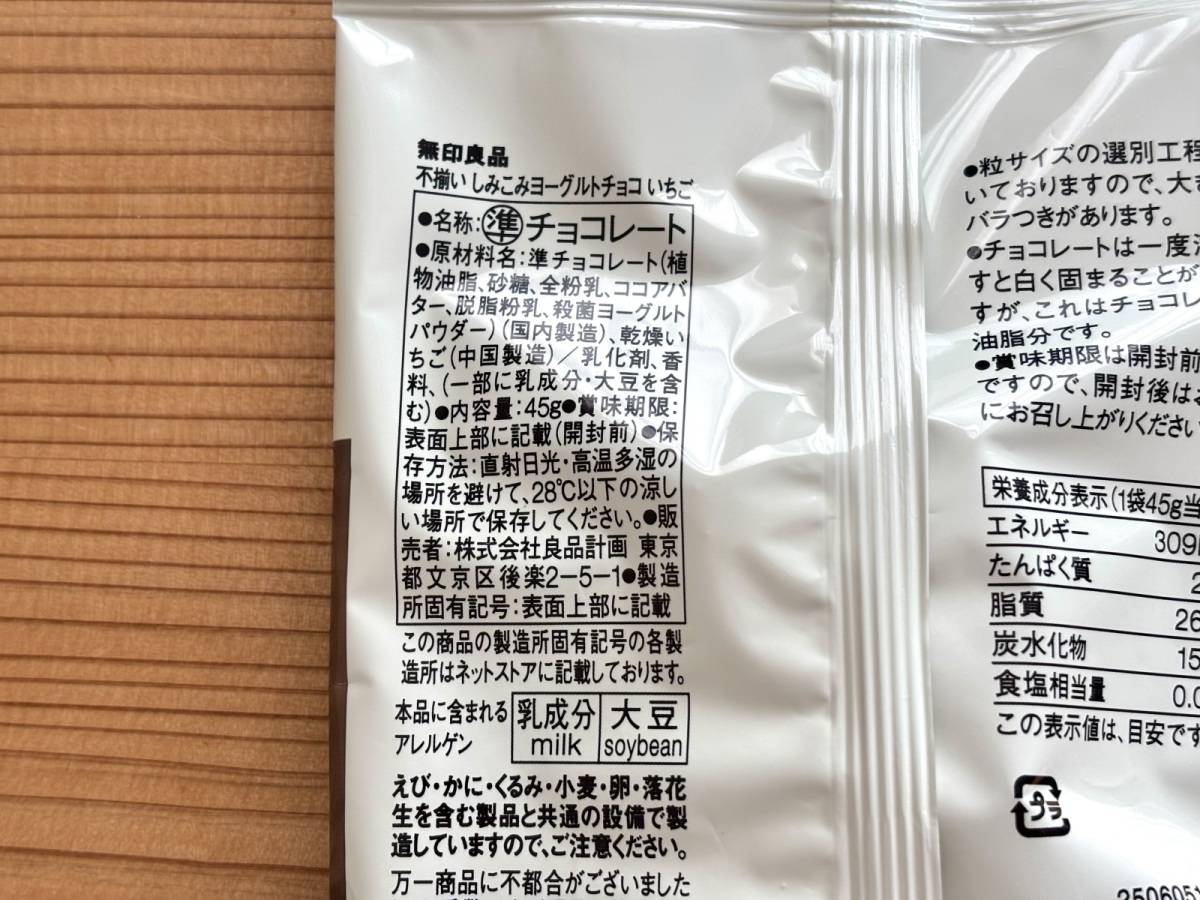 無印良品
不揃い しみこみヨーグルトチョコ いちご
●名称:㊟チョコレート
●原材料名:準チョコレート(植
物油脂、砂糖、全粉乳、ココアバ
ター、脱脂粉乳、殺菌ヨーグルト
パウダー)(国内製造)、乾燥い
ちご(中国製造)／乳化剤、香
料、(一部に乳成分・大豆を含
む)●内容量:45g●賞味期限:
表面上部に記載(開封前)●保
存方法:直射日光・高温多湿の
場所を避けて、28℃以下の涼し
い場所で保存してください。●販
売者:株式会社良品計画 東京
都文京区後楽2-5-1●製造
所固有記号:表面上部に記載
この商品の製造所固有記号の各製
造所はネットストアに記載しております。
本品に含まれる
アレルゲン
乳成分
milk
大豆
soybean
えび・かに・くるみ・小麦・卵・落花
生を含む製品と共通の設備で製
造していますので、ご注意ください。
万一商品に不都合がございました
●粒サイズの選別工程
いておりますので、大
バラつきがあります。
●チョコレートは一度
すと白く固まることが
すが、これはチョコレ
油脂分です。
●賞味期限は開封前
ですので、開封後はお
にお召し上がりください
栄養成分表示(1袋45g当
エネルギー 309
たんぱく質 2
脂質 26
炭水化物 15
食塩相当量 0.0
この表示値は、目安です
プラ